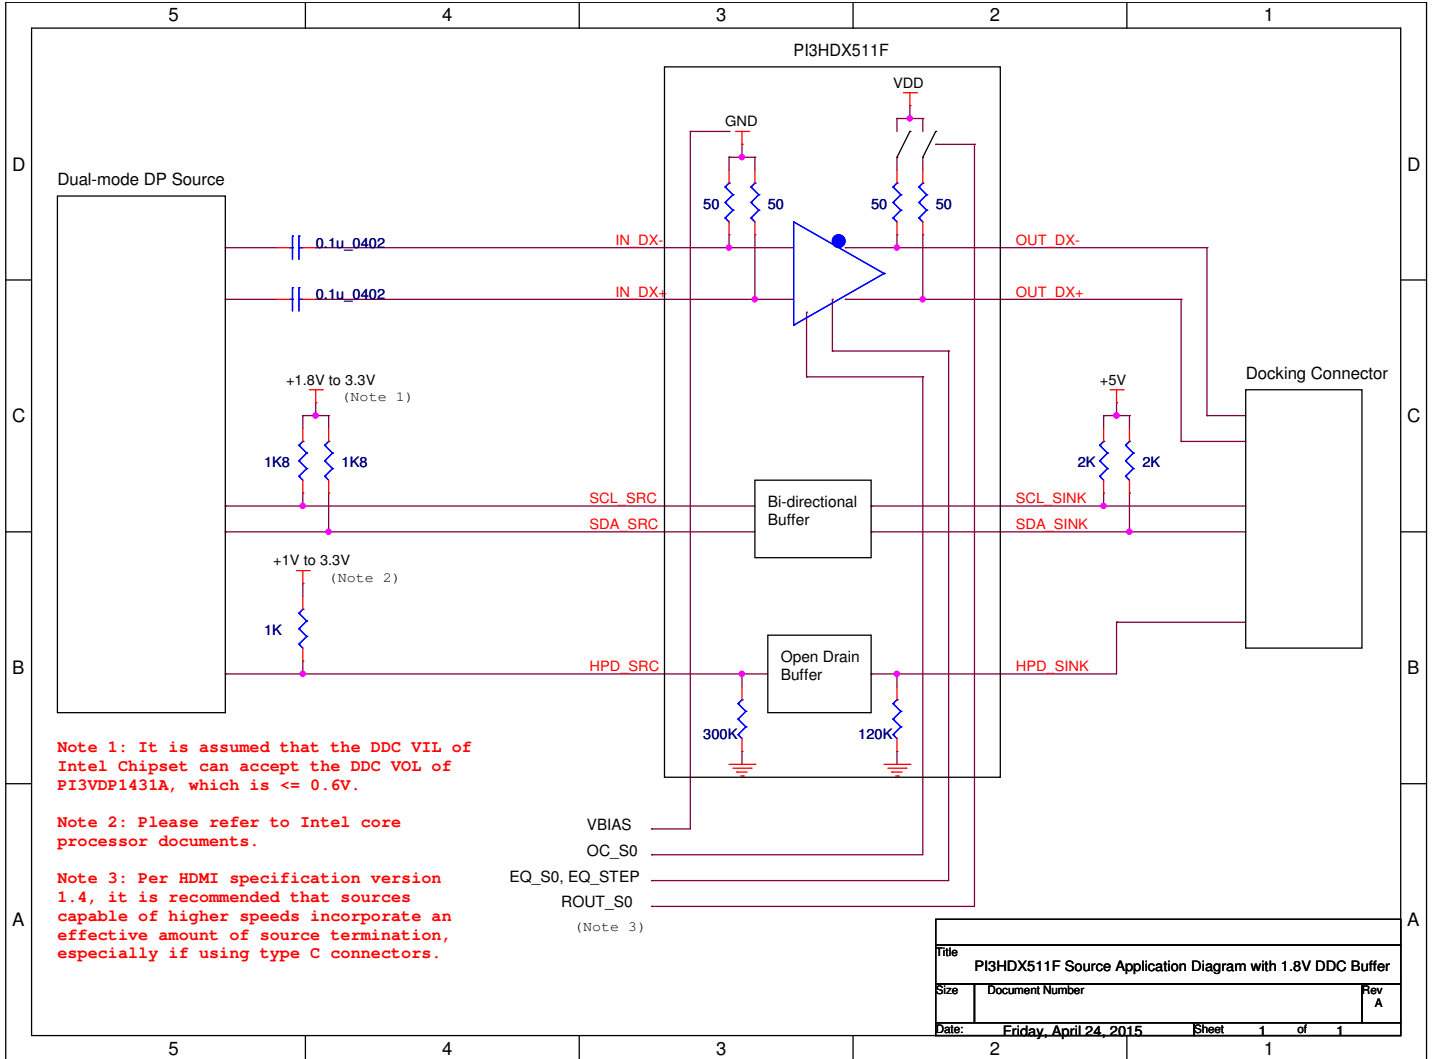 5 4 3 2 1
PI3HDX511F
VDD
GND
D D
Dual-mode DP Source
50 50 50 50
0.1u_0402 IN_DX- OUT_DX-
0.1u_0402 IN_DX+ OUT_DX+
+1.8V to 3.3V
(Note 1)
+5V
Docking Connector
C C
1K8 1K8 2K 2K
SCL_SRC SCL_SINK
SDA_SRC SDA_SINK
Bi-directional
Buffer
+1V to 3.3V
(Note 2)
1K
HPD_SRC HPD_SINK
Open Drain
Buffer
B B
300K 120K
Note 1: It is assumed that the DDC VIL of
Intel Chipset can accept the DDC VOL of
PI3VDP1431A, which is <= 0.6V.
Note 2: Please refer to Intel core
processor documents.
Note 3: Per HDMI specification version
1.4, it is recommended that sources
capable of higher speeds incorporate an
effective amount of source termination,
especially if using type C connectors.
VBIAS
OC_S0
EQ_S0, EQ_STEP
ROUT_S0
(Note 3)
A A
Title
PI3HDX511F Source Application Diagram with 1.8V DDC Buffer
Size Document Number Rev
A
Date: Friday, April 24, 2015 Sheet 1 of 1
5 4 3 2 1